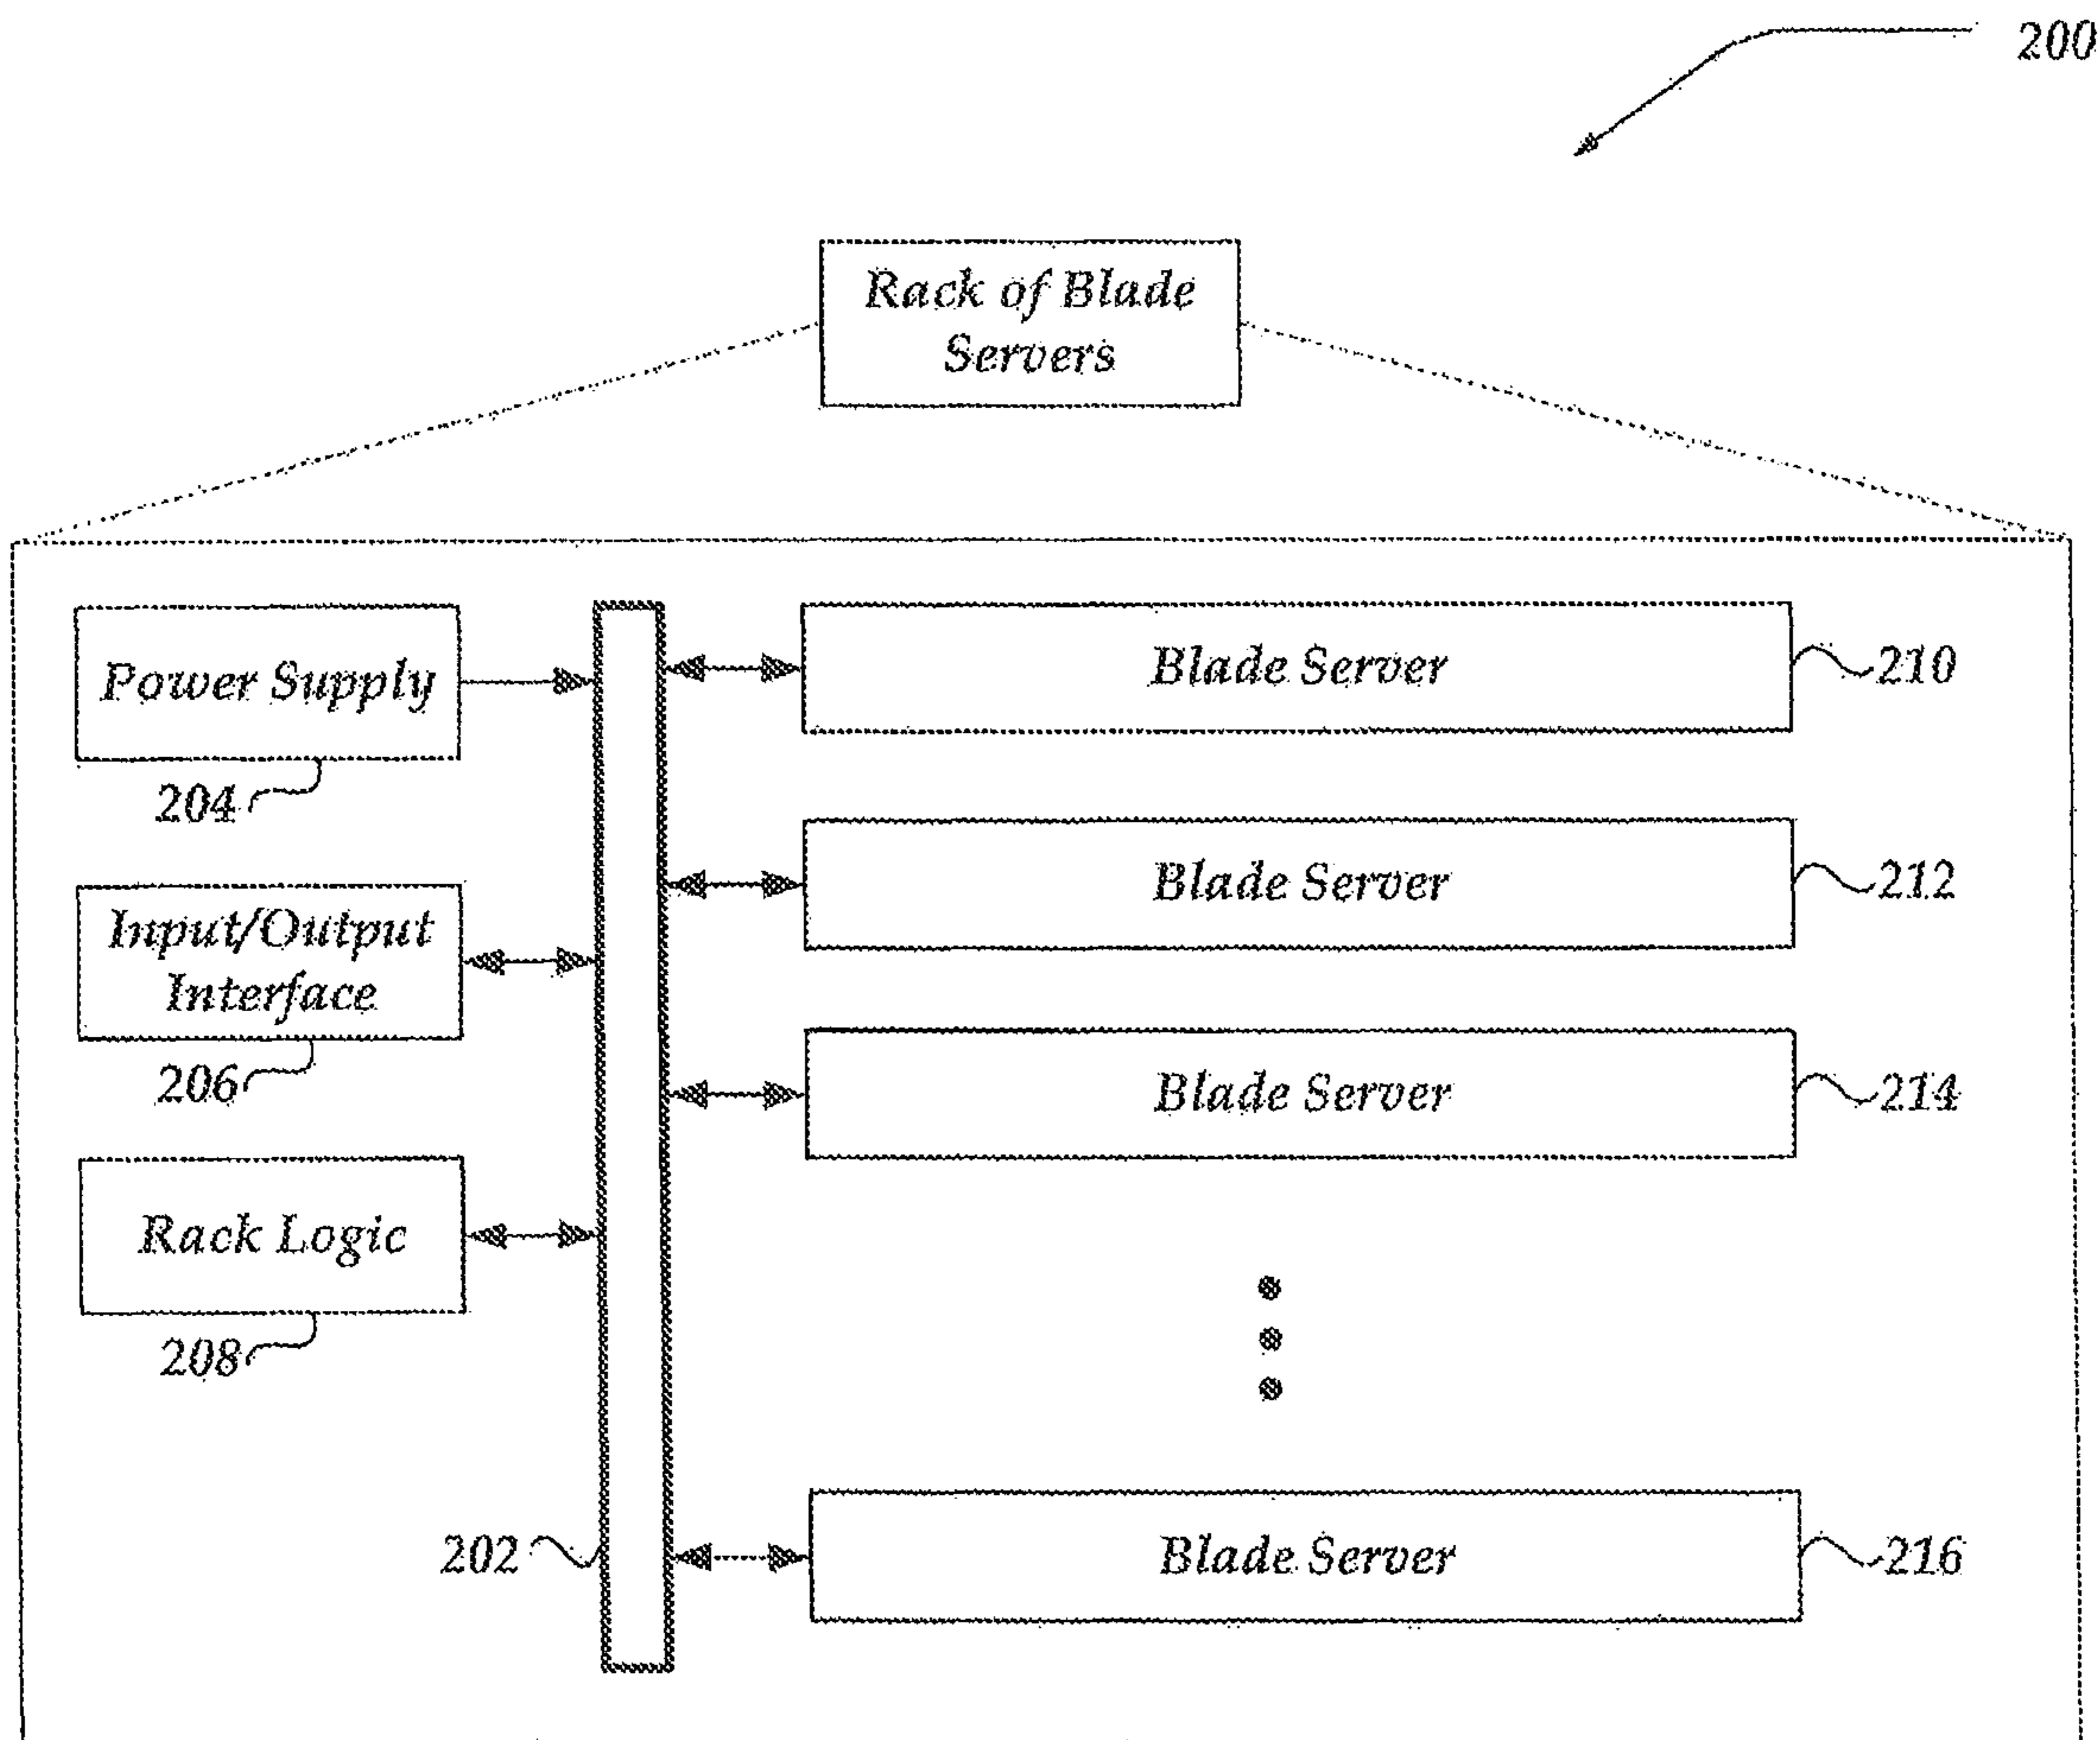 200
Rack of Blade
Servers
Power Supply
204
Input/Output
Interface
206
Rack Logic
208
202
Blade Server
210
Blade Server
212
Blade Server
214
Blade Server
216